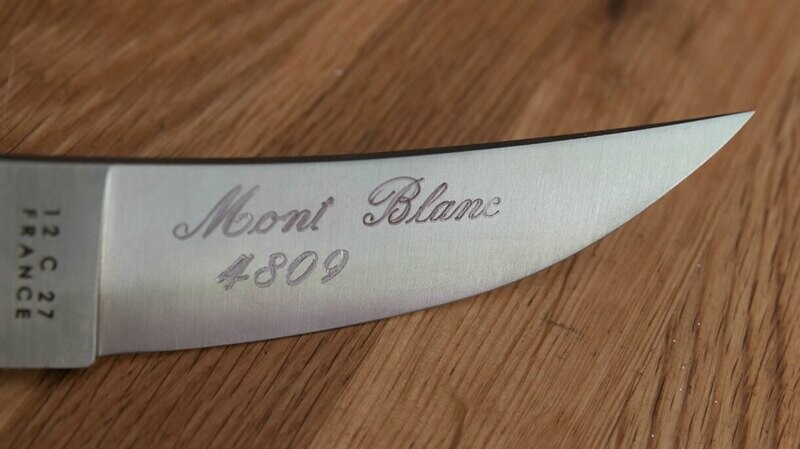 Mont Blanc
4809
12 C 27
FRANCE